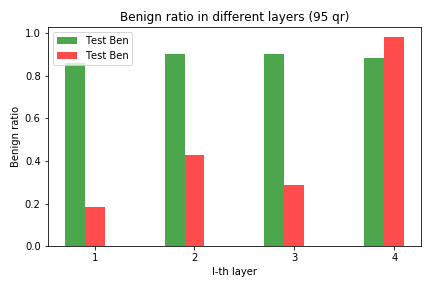 Benign ratio in different layers (95 qr)
Test Ben
Test Ben
Benign ratio
1.0
0.8
0.6
0.4
0.2
0.0
1 2 3 4
l-th layer